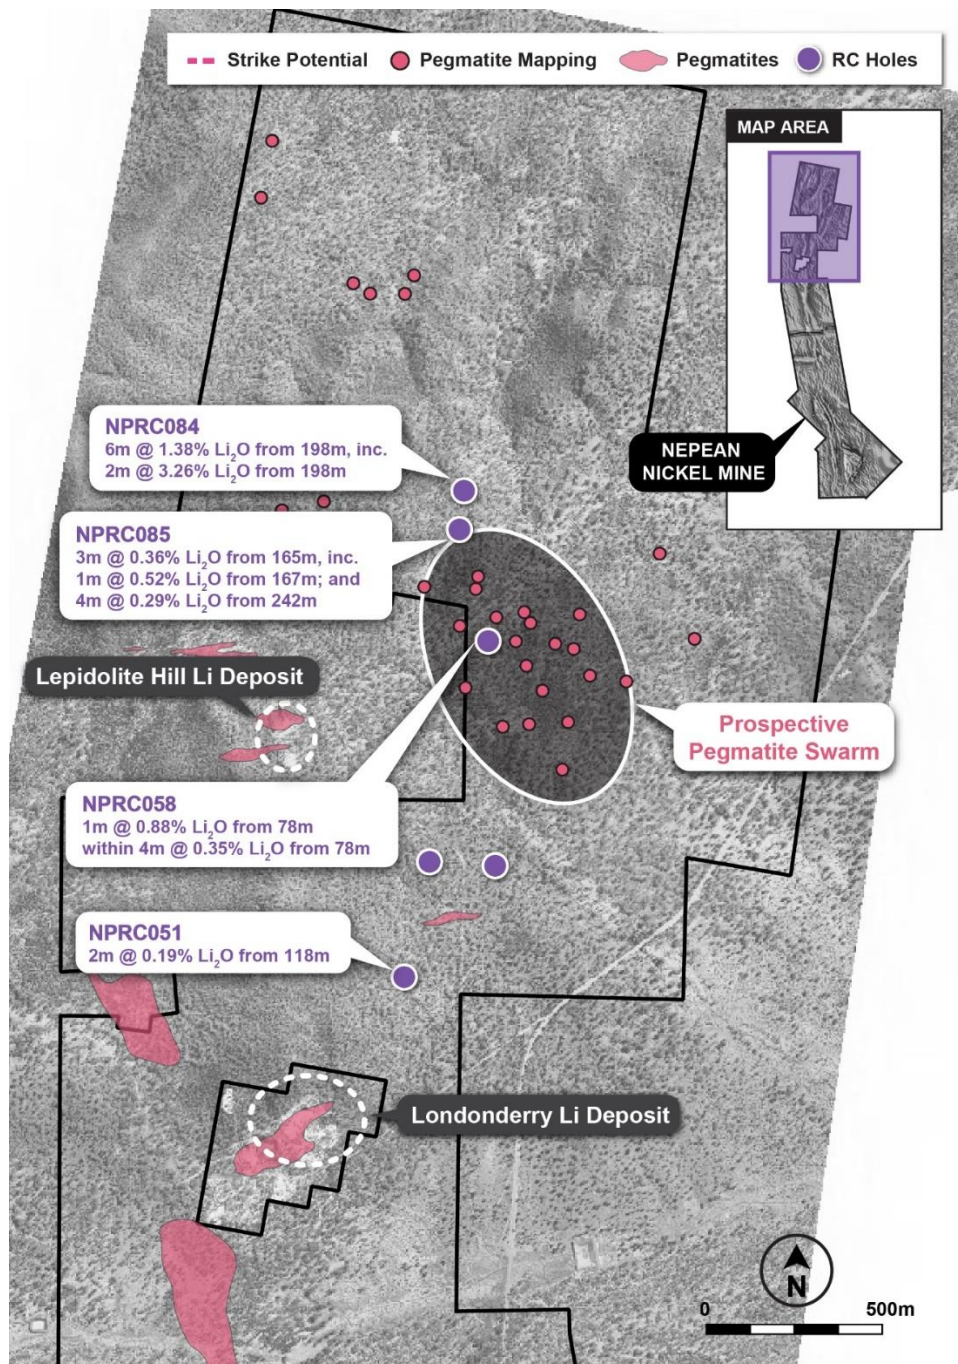 Strike Potential
Pegmatite Mapping
Pegmatites
RC Holes
MAP AREA
NEPEAN
NICKEL MINE
NPRC084
6m @ 1.38% Li₂O from 198m, inc.
2m @ 3.26% Li₂O from 198m
NPRC085
3m @ 0.36% Li₂O from 165m, inc.
1m @ 0.52% Li₂O from 167m; and
4m @ 0.29% Li₂O from 242m
Lepidolite Hill Li Deposit
Prospective
Pegmatite Swarm
NPRC058
1m @ 0.88% Li₂O from 78m
within 4m @ 0.35% Li₂O from 78m
NPRC051
2m @ 0.19% Li₂O from 118m
Londonderry Li Deposit
N
0 500m